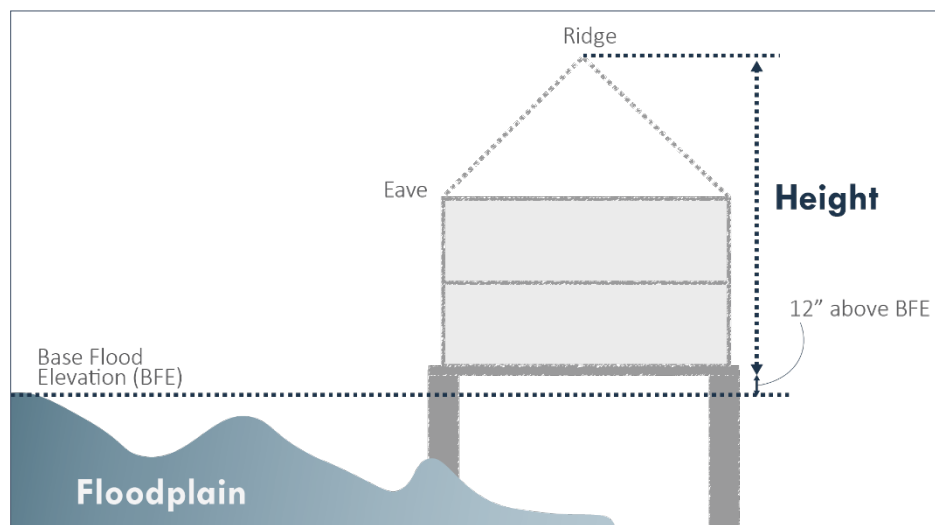 Ridge
Eave
Height
12” above BFE
Base Flood
Elevation (BFE)
Floodplain